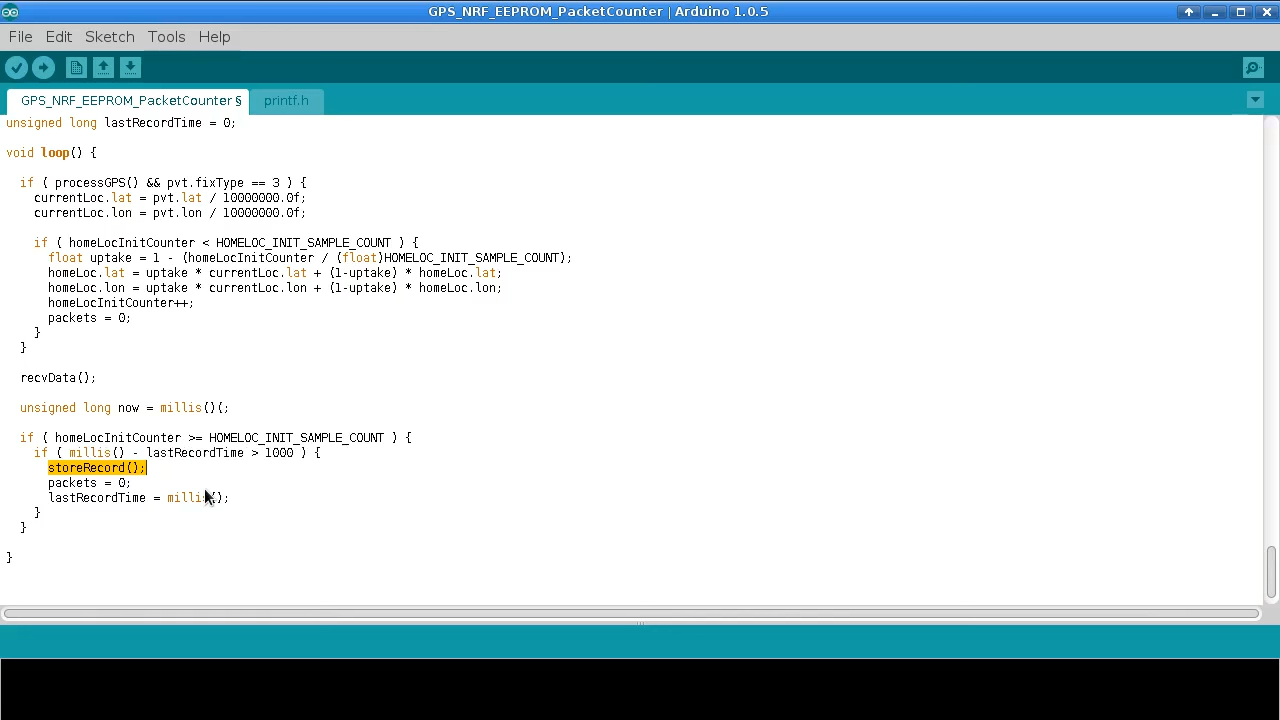 GPS_NRF_EEPROM_PacketCounter | Arduino 1.0.5
File Edit Sketch Tools Help
GPS_NRF_EEPROM_PacketCounter § printf.h
unsigned long lastRecordTime = 0;
void loop() {
if ( processGPS() && pvt.fixType == 3 ) {
currentLoc.lat = pvt.lat / 10000000.0f;
currentLoc.lon = pvt.lon / 10000000.0f;
if ( homeLocInitCounter < HOMELOC_INIT_SAMPLE_COUNT ) {
float uptake = 1 - (homeLocInitCounter / (float)HOMELOC_INIT_SAMPLE_COUNT);
homeLoc.lat = uptake * currentLoc.lat + (1-uptake) * homeLoc.lat;
homeLoc.lon = uptake * currentLoc.lon + (1-uptake) * homeLoc.lon;
homeLocInitCounter++;
packets = 0;
}
}
recvData();
unsigned long now = millis()(;
if ( homeLocInitCounter >= HOMELOC_INIT_SAMPLE_COUNT ) {
if ( millis() - lastRecordTime > 1000 ) {
storeRecord();
packets = 0;
lastRecordTime = millis();
}
}
}